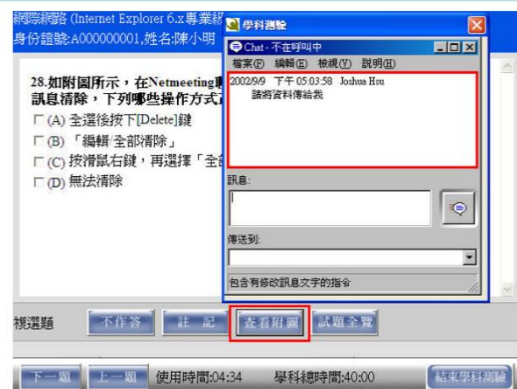 網際網路 (Internet Explorer 6.x專業級
身份證號:A000000001,姓名:陳小明
學科測驗
Chat - 不在呼叫中
檔案(F) 編輯(E) 檢視(V) 說明(H)
2002/9/9 下午 05:03:58 Joshua Hsu
請將資料傳給我
28.如附圖所示，在Netmeeting
訊息清除，下列哪些操作方式
(A) 全選後按下[Delete]鍵
(B) 「編輯/全部清除」
(C) 按滑鼠右鍵，再選擇「全
(D) 無法清除
訊息:
傳送到:
包含有修改訊息文字的指令
複選題 不作答 註 記 查看附圖 試題全覽
下一題 上一題 使用時間:04:34 學科總時間:40:00 結束學科測驗